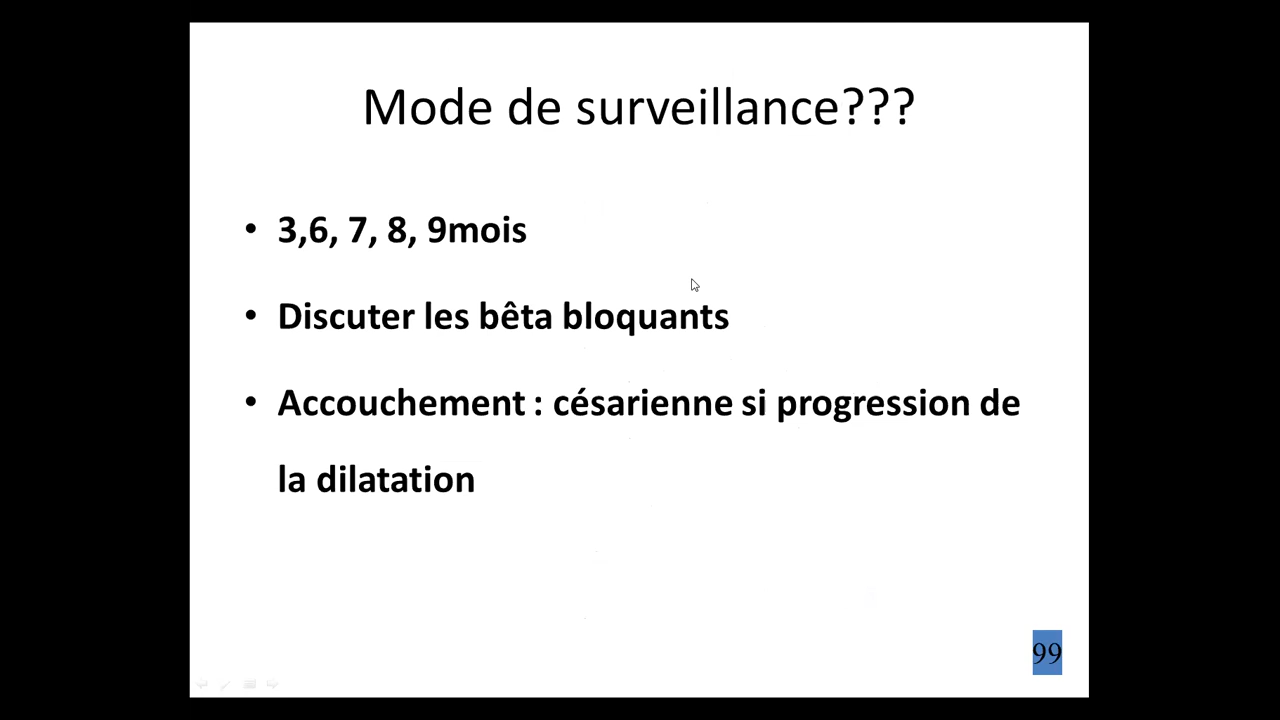 Mode de surveillance???
• 3,6, 7, 8, 9mois
• Discuter les bêta bloquants
• Accouchement : césarienne si progression de
la dilatation
99